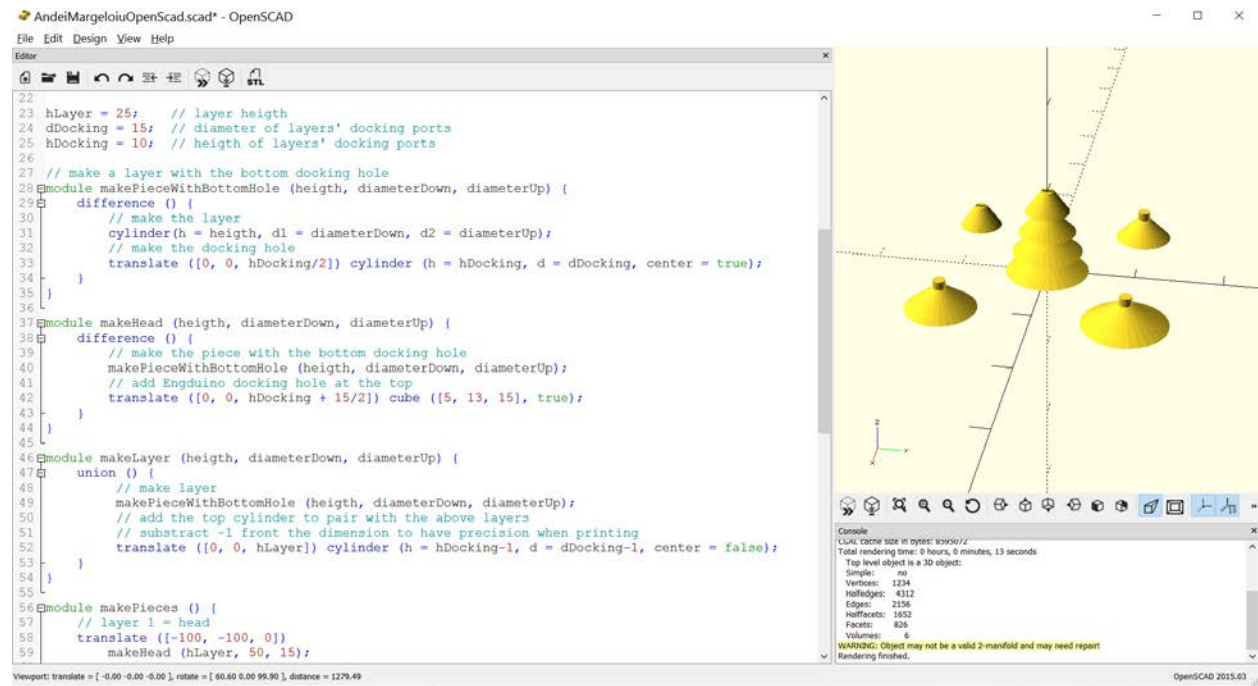 AndeiMargeloiuOpenScad.scad* - OpenSCAD
File Edit Design View Help
Editor
STL
22
23 hLayer = 25; // layer heigth
24 dDocking = 15; // diameter of layers' docking ports
25 hDocking = 10; // heigth of layers' docking ports
26
27 // make a layer with the bottom docking hole
28 module makePieceWithBottomHole (heigth, diameterDown, diameterUp) {
29 difference () {
30 // make the layer
31 cylinder(h = heigth, d1 = diameterDown, d2 = diameterUp);
32 // make the docking hole
33 translate ([0, 0, hDocking/2]) cylinder (h = hDocking, d = dDocking, center = true);
34 }
35 }
36
37 module makeHead (heigth, diameterDown, diameterUp) {
38 difference () {
39 // make the piece with the bottom docking hole
40 makePieceWithBottomHole (heigth, diameterDown, diameterUp);
41 // add Engduino docking hole at the top
42 translate ([0, 0, hDocking + 15/2]) cube ([5, 13, 15], true);
43 }
44 }
45
46 module makeLayer (heigth, diameterDown, diameterUp) {
47 union () {
48 // make layer
49 makePieceWithBottomHole (heigth, diameterDown, diameterUp);
50 // add the top cylinder to pair with the above layers
51 // substract -1 front the dimension to have precision when printing
52 translate ([0, 0, hLayer]) cylinder (h = hDocking-1, d = dDocking-1, center = false);
53 }
54 }
55
56 module makePieces () {
57 // layer 1 = head
58 translate ([-100, -100, 0])
59 makeHead (hLayer, 50, 15);
z
x
y
Console
CGAL cache size in bytes: 8595072
Total rendering time: 0 hours, 0 minutes, 13 seconds
Top level object is a 3D object:
Simple: no
Vertices: 1234
Halfedges: 4312
Edges: 2156
Halffacets: 1652
Facets: 826
Volumes: 6
WARNING: Object may not be a valid 2-manifold and may need repair!
Rendering finished.
Viewport: translate = [ -0.00 -0.00 -0.00 ], rotate = [ 60.60 0.00 99.90 ], distance = 1279.49
OpenSCAD 2015.03